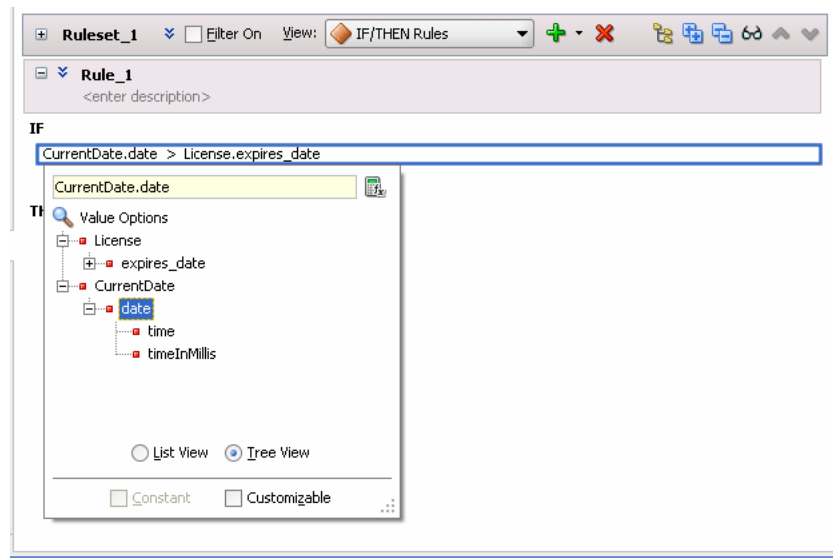 Ruleset_1 Filter On View: IF/THEN Rules
Rule_1
<enter description>
IF
CurrentDate.date > License.expires_date
CurrentDate.date
TH
Value Options
License
expires_date
CurrentDate
date
time
timeInMillis
List View Tree View
Constant Customizable